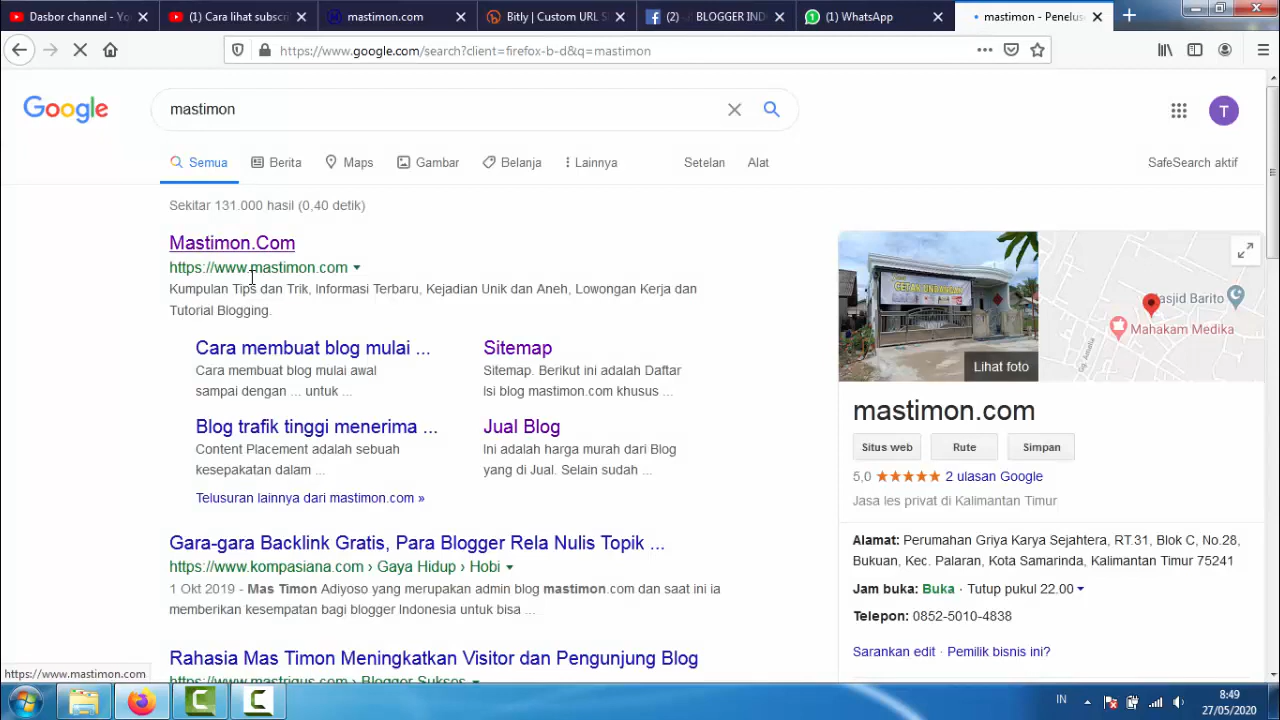 Dasbor channel - Yo
(1) Cara lihat subscr
mastimon.com
Bitly | Custom URL S
(2)
BLOGGER IND
(1) WhatsApp
mastimon - Penelus
https://www.google.com/search?client=firefox-b-d&q=mastimon
Google
mastimon
T
Semua
Berita
Maps
Gambar
Belanja
Lainnya
Setelan
Alat
SafeSearch aktif
Sekitar 131.000 hasil (0,40 detik)
Mastimon.Com
https://www.mastimon.com
Kumpulan Tips dan Trik, Informasi Terbaru, Kejadian Unik dan Aneh, Lowongan Kerja dan
Tutorial Blogging.
Cara membuat blog mulai ...
Cara membuat blog mulai awal
sampai dengan ... untuk ...
Sitemap
Sitemap. Berikut ini adalah Daftar
Isi blog mastimon.com khusus ...
Blog trafik tinggi menerima ...
Content Placement adalah sebuah
kesepakatan dalam ...
Jual Blog
Ini adalah harga murah dari Blog
yang di Jual. Selain sudah ...
Telusuran lainnya dari mastimon.com »
Gara-gara Backlink Gratis, Para Blogger Rela Nulis Topik ...
https://www.kompasiana.com › Gaya Hidup › Hobi
1 Okt 2019 - Mas Timon Adiyoso yang merupakan admin blog mastimon.com dan saat ini ia
memberikan kesempatan bagi blogger Indonesia untuk bisa ...
Rahasia Mas Timon Meningkatkan Visitor dan Pengunjung Blog
https://www.mastrigus.com › Blogger Sukses
CETAK UNDANGAN
Lihat foto
Masjid Barito
Mahakam Medika
mastimon.com
Situs web
Rute
Simpan
5,0 ★★★★★ 2 ulasan Google
Jasa les privat di Kalimantan Timur
Alamat: Perumahan Griya Karya Sejahtera, RT.31, Blok C, No.28,
Bukuan, Kec. Palaran, Kota Samarinda, Kalimantan Timur 75241
Jam buka: Buka · Tutup pukul 22.00
Telepon: 0852-5010-4838
Sarankan edit · Pemilik bisnis ini?
https://www.mastimon.com
IN
8:49
27/05/2020